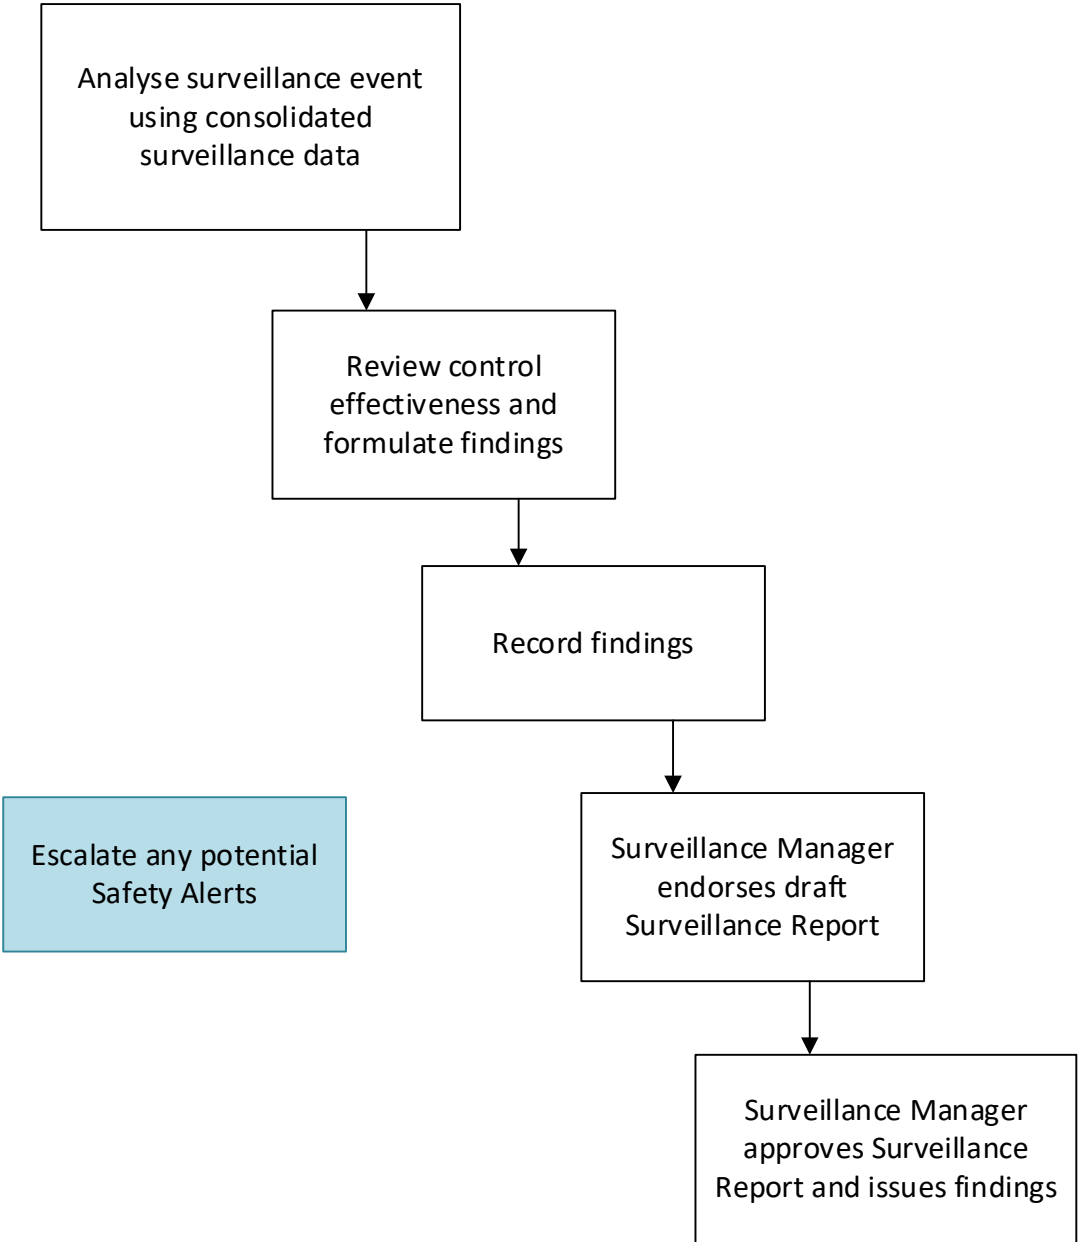 Analyse surveillance event
using consolidated
surveillance data
Review control
effectiveness and
formulate findings
Record findings
Escalate any potential
Safety Alerts
Surveillance Manager
endorses draft
Surveillance Report
Surveillance Manager
approves Surveillance
Report and issues findings